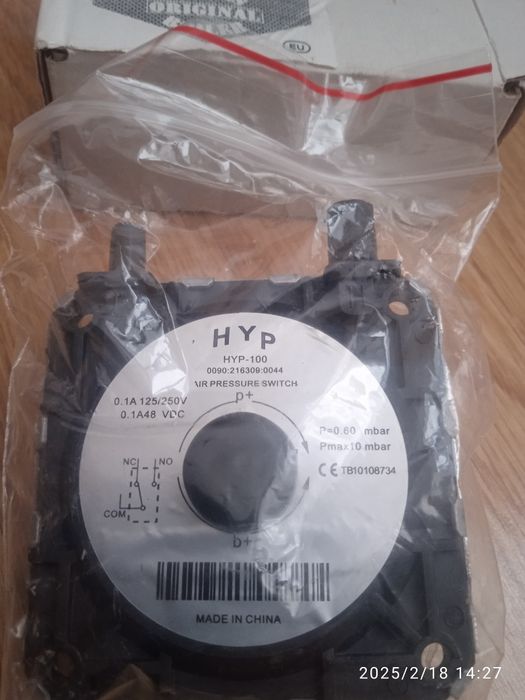 ORIGINAL
EU
HYP
HYP-100
0090:216309:0044
AIR PRESSURE SWITCH
p+
0.1A 125/250V
0.1A48 VDC
P=0.60 mbar
Pmax10 mbar
CE TB10108734
NC NO
COM
b+
MADE IN CHINA
2025/2/18 14:27